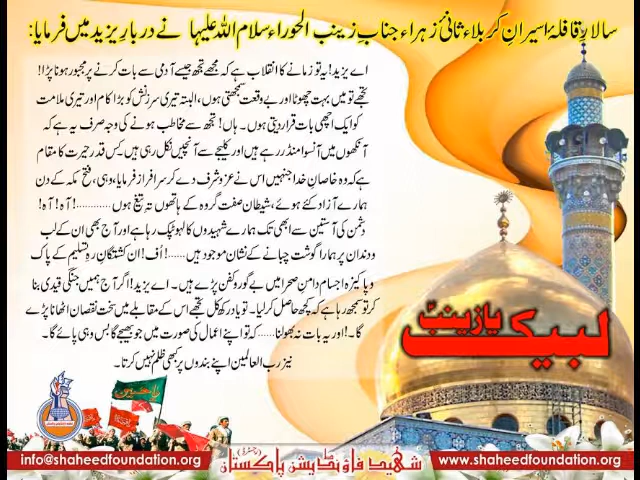 سالارِ قافلۂ اسیرانِ کربلاء ثانیٔ زہراء جنابِ زینب الحوراء سلام اللہ علیہا نے دربارِ یزید میں فرمایا:
اے یزید! یہ تو زمانے کا انقلاب ہے کہ مجھے تجھ جیسے آدمی سے بات کرنے پر مجبور ہونا پڑا!
تجھے تو میں بہت چھوٹا اور بے وقعت سمجھتی ہوں، البتہ تیری سرزنش کو بڑا کام اور تیری ملامت
کو ایک اچھی بات قرار دیتی ہوں۔ ہاں! تجھ سے مخاطب ہونے کی وجہ صرف یہ ہے کہ
آنکھوں میں آنسو امنڈ رہے ہیں اور کلیجے سے آنچیں نکل رہی ہیں۔ کس قدر حیرت کا مقام
ہے کہ وہ خاصانِ خدا جنہیں اس نے عز و شرف دے کر سرافراز فرمایا، وہی، فتح مکہ کے دن
ہمارے آزاد کئے ہوئے، شیطان صفت گروہ کے ہاتھوں تہِ تیغ ہوں ............! آہ! آہ!
دشمن کی آستین سے ابھی تک ہمارے شہیدوں کا لہو ٹپک رہا ہے اور آج بھی ان کے لب
و دندان پر ہمارا گوشت چبانے کے نشان موجود ہیں ......! اُف! ان کشتگانِ رہِ تسلیم کے پاک
و پاکیزہ اجسام دامنِ صحرا میں بے گور و کفن پڑے ہیں۔ اے یزید! اگر آج ہمیں جنگی قیدی بنا
کر تو سمجھ رہا ہے کہ کچھ حاصل کر لیا۔ تو یاد رکھ کل تجھے اس کے مقابلے میں سخت نقصان اٹھانا پڑے
گا۔! اور یہ بات نہ بھولنا ...... کہ تو اپنے اعمال کی صورت میں جو بھیجے گا بس وہی پائے گا۔
نیز رب العالمین اپنے بندوں پر کبھی ظلم نہیں کرتا۔
لبیک یا زینبؑ
info@shaheedfoundation.org
شہید فاؤنڈیشن پاکستان (رجسٹرڈ)
www.shaheedfoundation.org